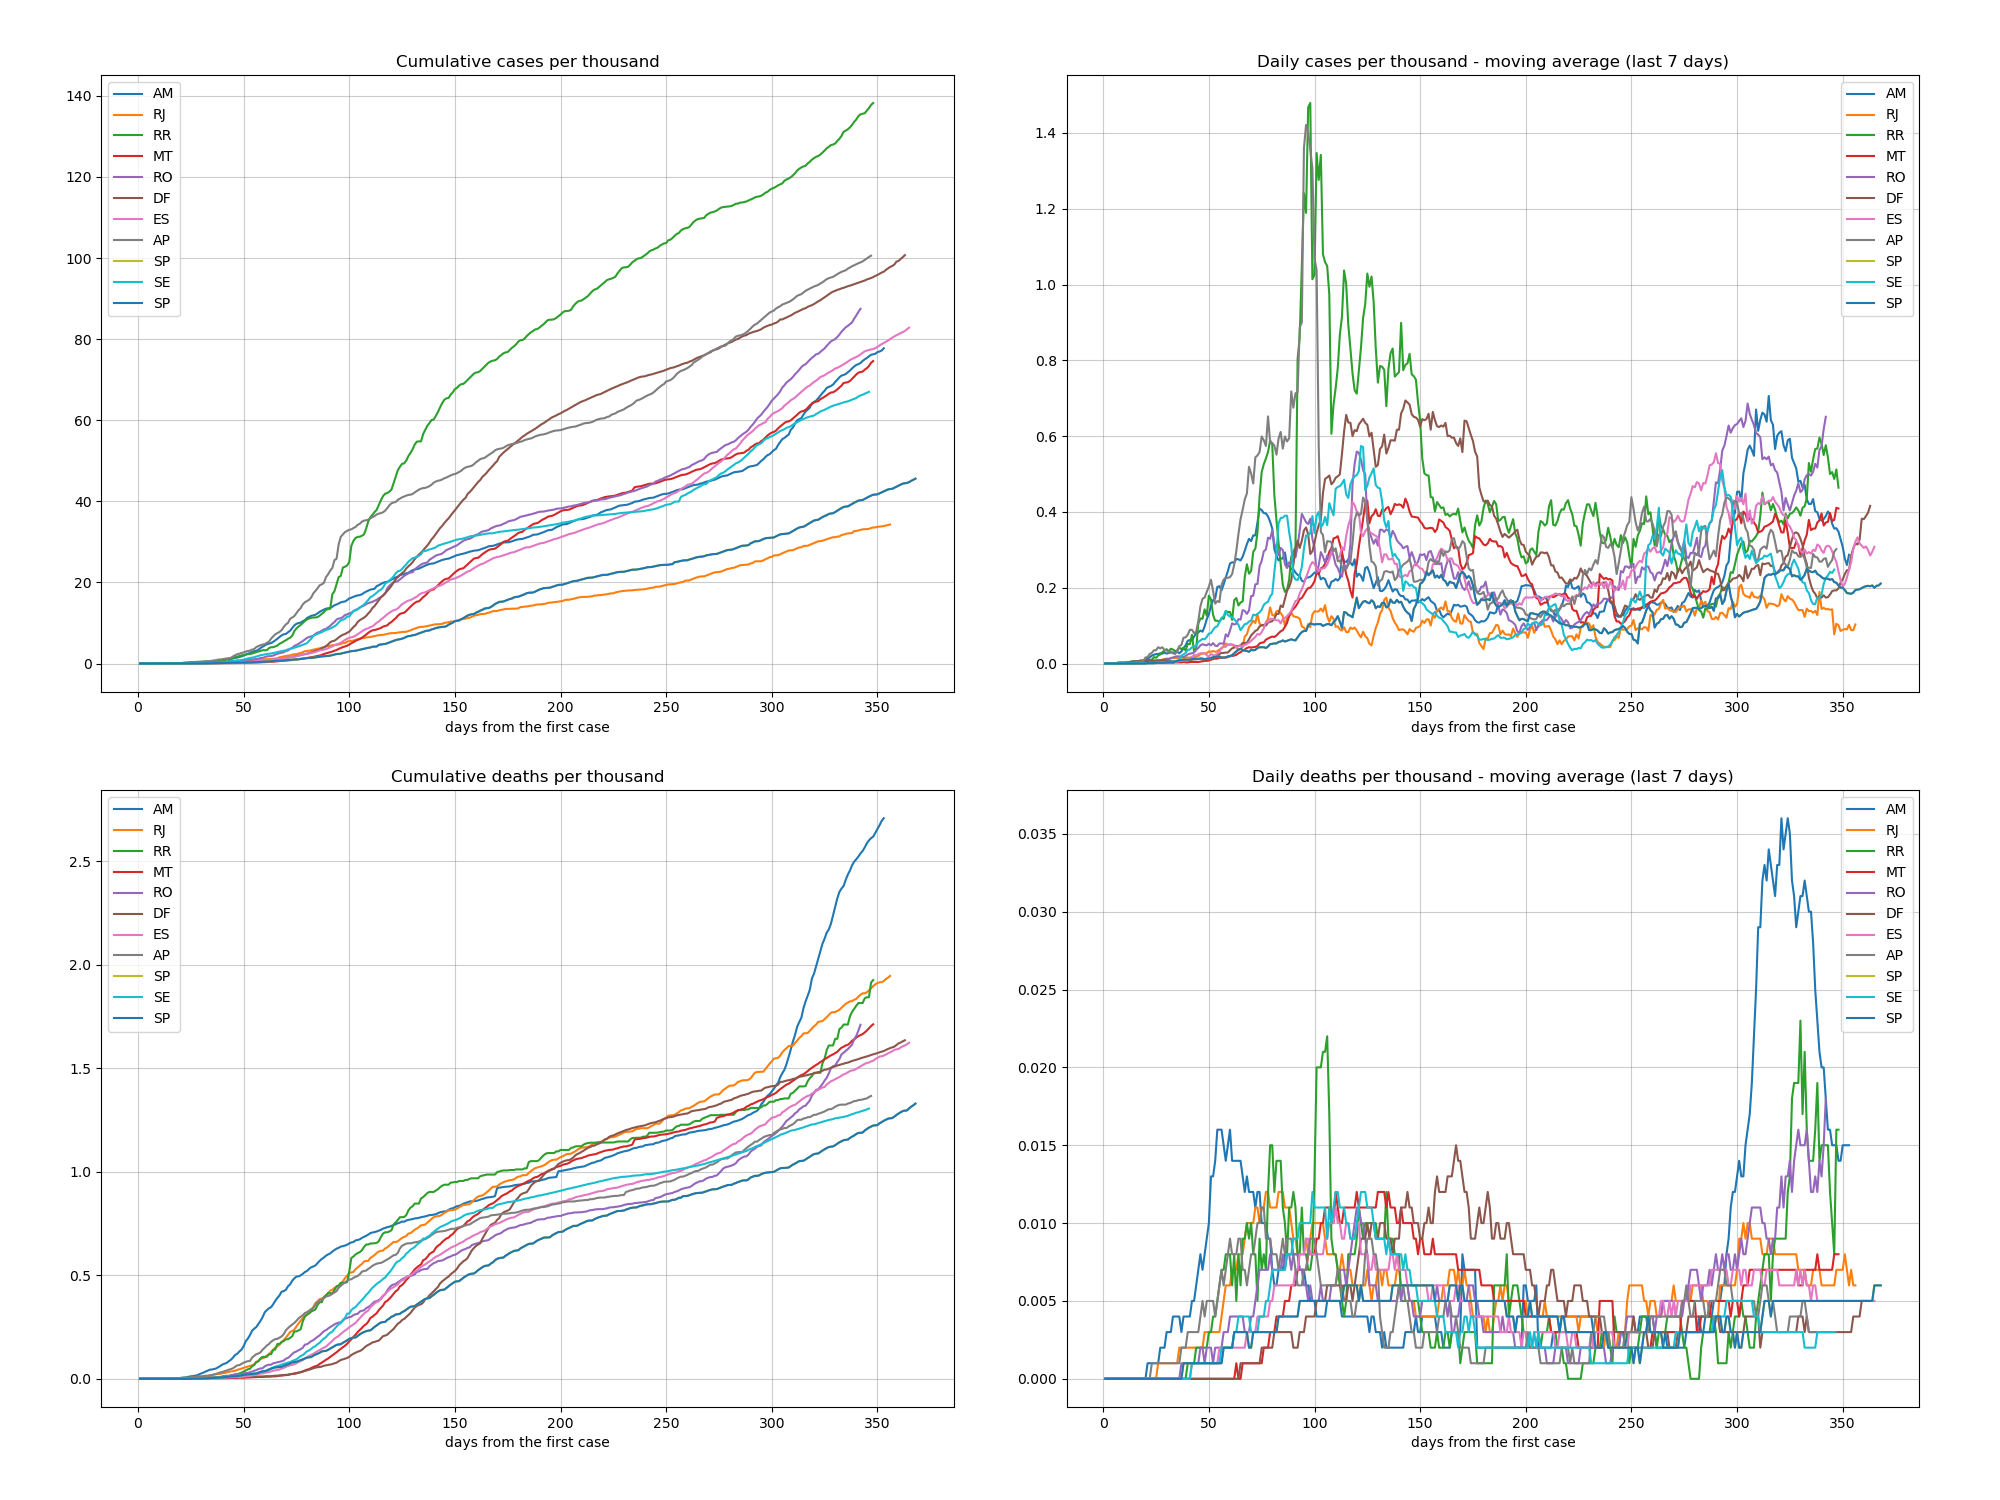 Cumulative cases per thousand
140
120
100
80
60
40
20
0
AM
RJ
RR
MT
RO
DF
ES
AP
SP
SE
SP
0 50 100 150 200 250 300 350
days from the first case
Daily cases per thousand - moving average (last 7 days)
1.4
1.2
1.0
0.8
0.6
0.4
0.2
0.0
AM
RJ
RR
MT
RO
DF
ES
AP
SP
SE
SP
0 50 100 150 200 250 300 350
days from the first case
Cumulative deaths per thousand
2.5
2.0
1.5
1.0
0.5
0.0
AM
RJ
RR
MT
RO
DF
ES
AP
SP
SE
SP
0 50 100 150 200 250 300 350
days from the first case
Daily deaths per thousand - moving average (last 7 days)
0.035
0.030
0.025
0.020
0.015
0.010
0.005
0.000
AM
RJ
RR
MT
RO
DF
ES
AP
SP
SE
SP
0 50 100 150 200 250 300 350
days from the first case